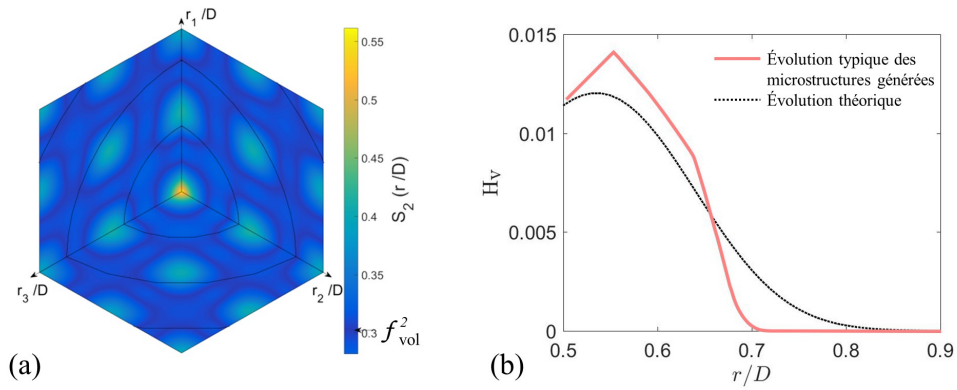 r₁/D
r₂/D
r₃/D
0.55
0.5
0.45
0.4
0.35
0.3
S₂ (r/D)
f²vol
(a)
0.015
0.01
0.005
0
Hv
0.5
0.6
0.7
0.8
0.9
r/D
Évolution typique des
microstructures générées
Évolution théorique
(b)